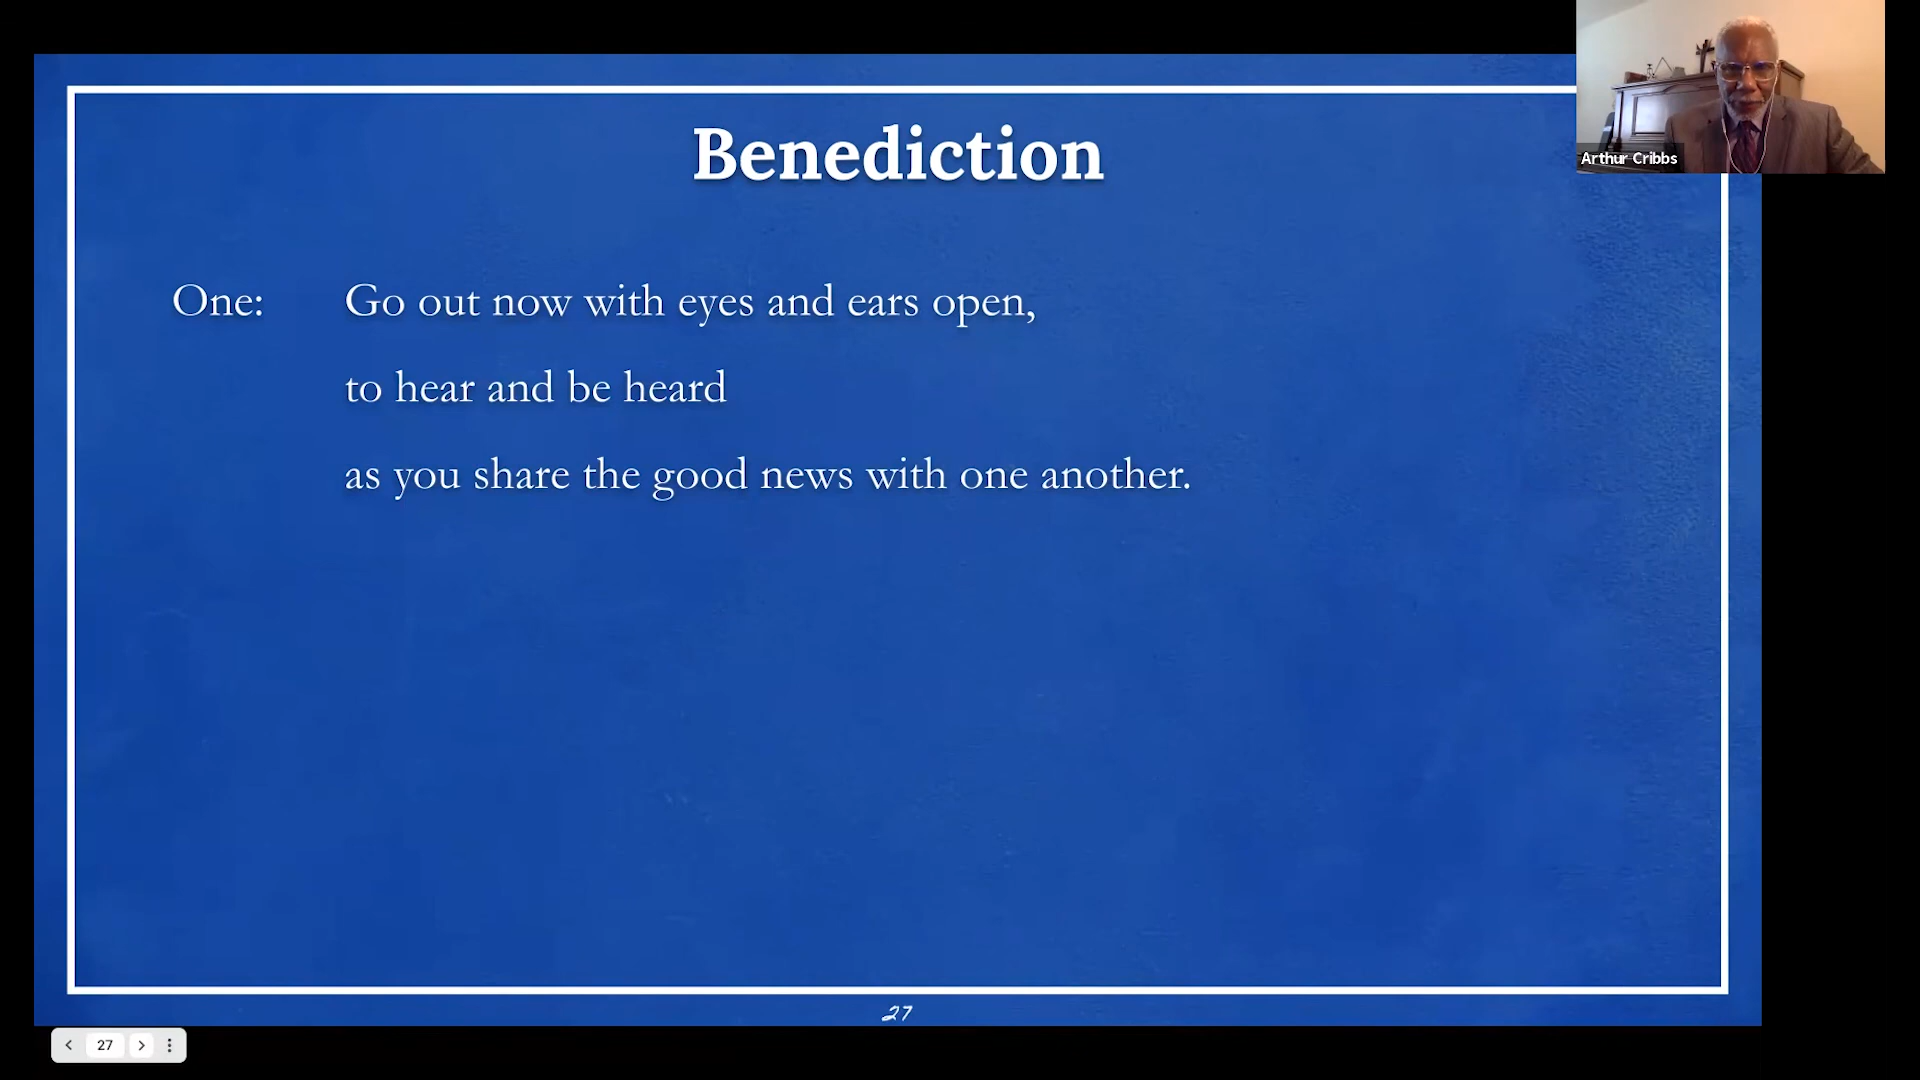 Benediction
Arthur Cribbs
One: Go out now with eyes and ears open,
to hear and be heard
as you share the good news with one another.
27
27